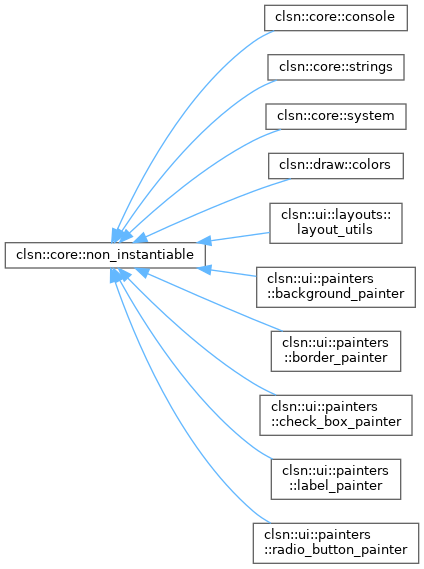 clsn::core::console
clsn::core::strings
clsn::core::system
clsn::draw::colors
clsn::ui::layouts::
layout_utils
clsn::core::non_instantiable
clsn::ui::painters
::background_painter
clsn::ui::painters
::border_painter
clsn::ui::painters
::check_box_painter
clsn::ui::painters
::label_painter
clsn::ui::painters
::radio_button_painter